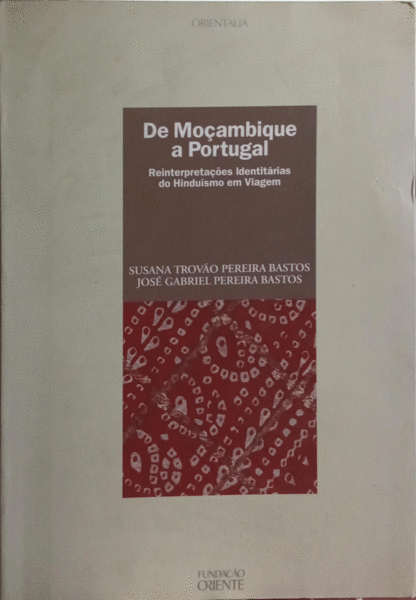 ORIENTALIA
De Moçambique
a Portugal
Reinterpretações Identitárias
do Hinduísmo em Viagem
SUSANA TROVÃO PEREIRA BASTOS
JOSÉ GABRIEL PEREIRA BASTOS
FUNDAÇÃO
ORIENTE